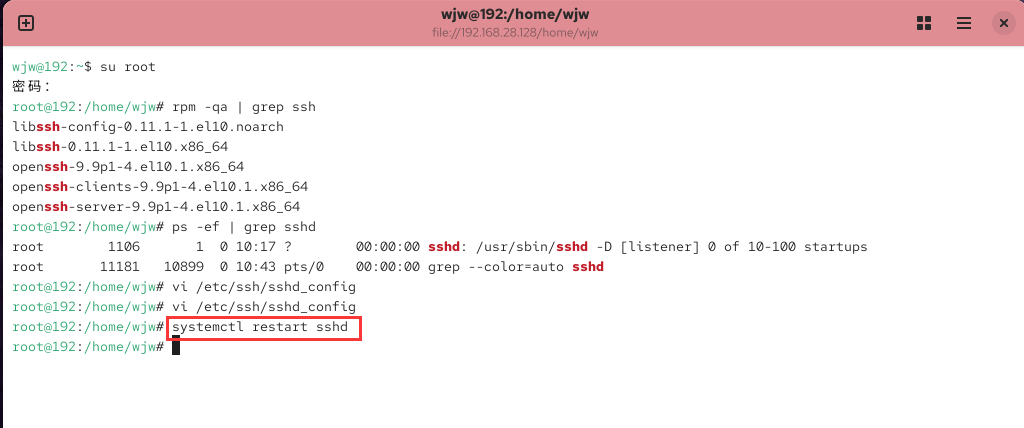 wjw@192:/home/wjw
file://192.168.28.128/home/wjw
wjw@192:~$ su root
密码：
root@192:/home/wjw# rpm -qa | grep ssh
libssh-config-0.11.1-1.el10.noarch
libssh-0.11.1-1.el10.x86_64
openssh-9.9p1-4.el10.1.x86_64
openssh-clients-9.9p1-4.el10.1.x86_64
openssh-server-9.9p1-4.el10.1.x86_64
root@192:/home/wjw# ps -ef | grep sshd
root        1106       1  0 10:17 ?        00:00:00 sshd: /usr/sbin/sshd -D [listener] 0 of 10-100 startups
root       11181   10899  0 10:43 pts/0    00:00:00 grep --color=auto sshd
root@192:/home/wjw# vi /etc/ssh/sshd_config
root@192:/home/wjw# vi /etc/ssh/sshd_config
root@192:/home/wjw# systemctl restart sshd
root@192:/home/wjw#